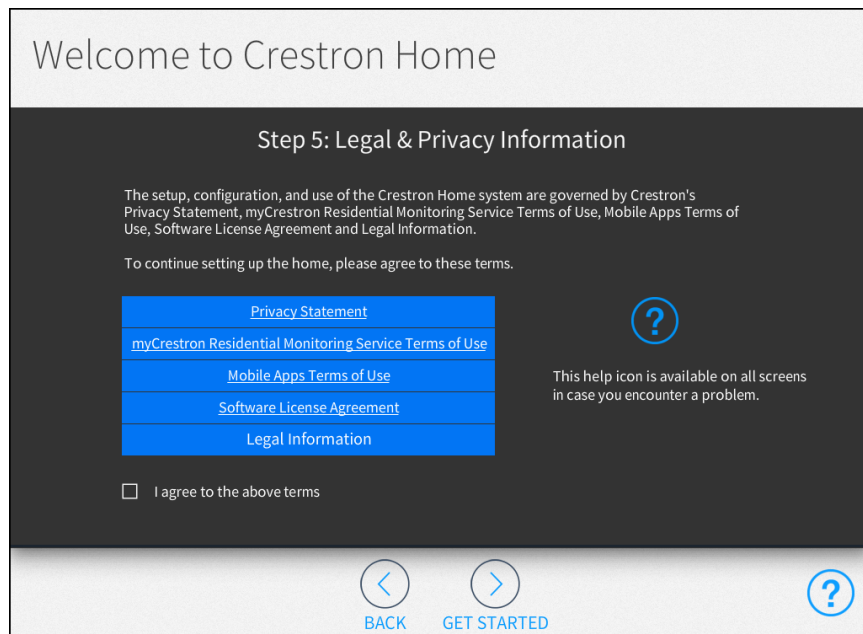 Welcome to Crestron Home
Step 5: Legal & Privacy Information
The setup, configuration, and use of the Crestron Home system are governed by Crestron's
Privacy Statement, myCrestron Residential Monitoring Service Terms of Use, Mobile Apps Terms of
Use, Software License Agreement and Legal Information.
To continue setting up the home, please agree to these terms.
Privacy Statement
myCrestron Residential Monitoring Service Terms of Use
Mobile Apps Terms of Use
Software License Agreement
Legal Information
?
This help icon is available on all screens
in case you encounter a problem.
I agree to the above terms
BACK
GET STARTED
?